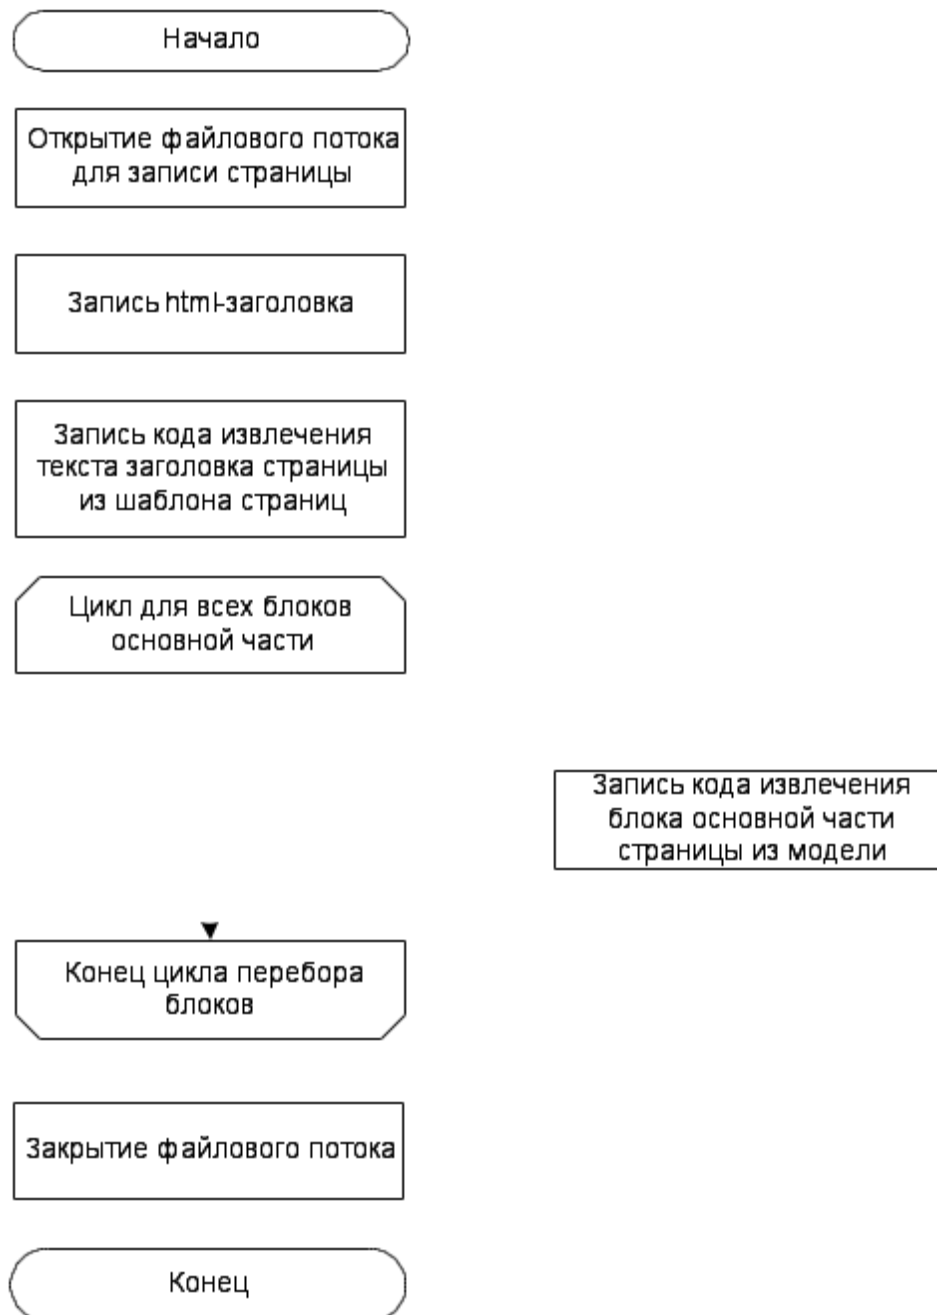 Начало
Открытие файлового потока
для записи страницы
Запись html-заголовка
Запись кода извлечения
текста заголовка страницы
из шаблона страниц
Цикл для всех блоков
основной части
Запись кода извлечения
блока основной части
страницы из модели
Конец цикла перебора
блоков
Закрытие файлового потока
Конец